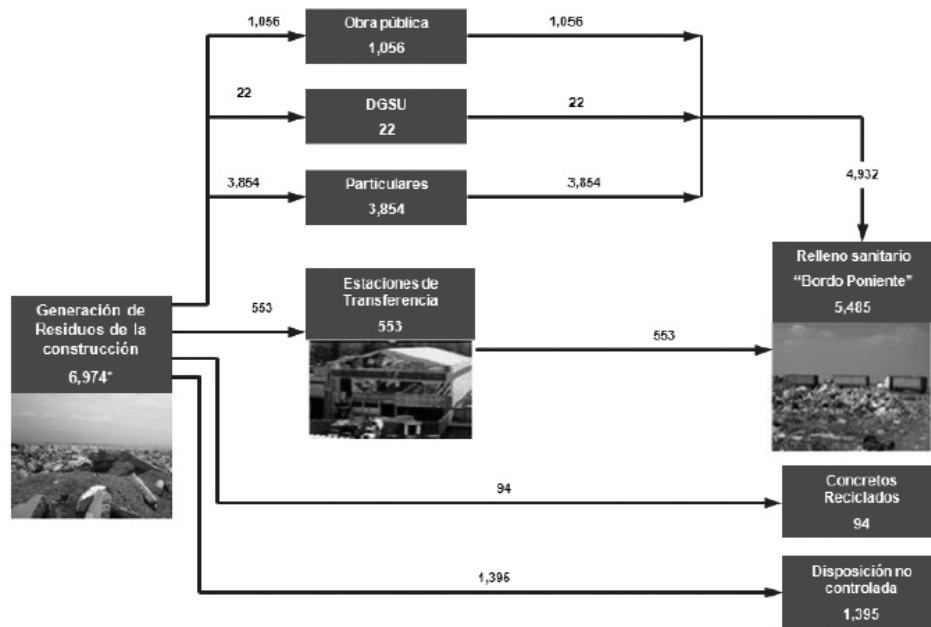 1,056
Obra pública
1,056
1,056
22
DGSU
22
22
3,854
Particulares
3,854
3,854
4,932
Generación de
Residuos de la
construcción
6,974*
553
Estaciones de
Transferencia
553
553
Relleno sanitario
“Bordo Poniente”
5,485
94
Concretos
Reciclados
94
1,395
Disposición no
controlada
1,395